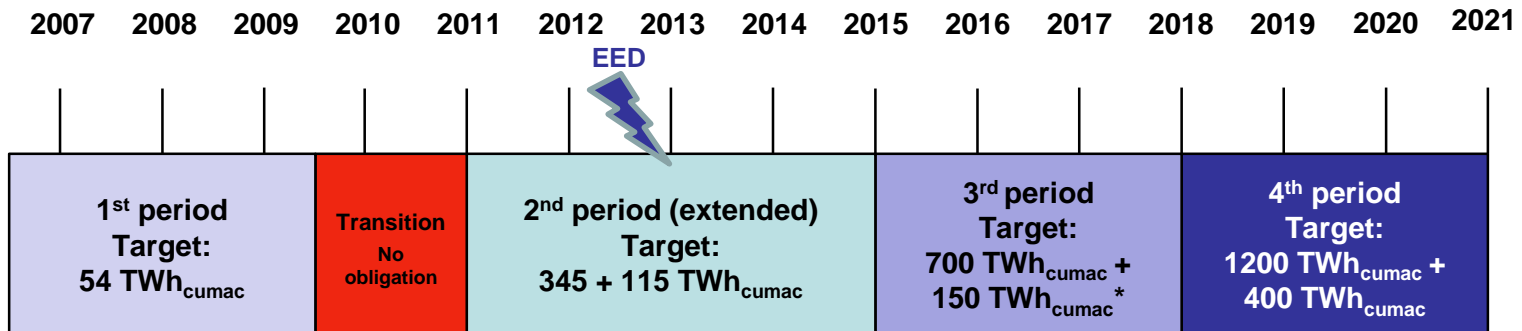 2007 2008 2009 2010 2011 2012 2013 2014 2015 2016 2017 2018 2019 2020 2021
EED
1st period
Target:
54 TWhcumac
Transition
No
obligation
2nd period (extended)
Target:
345 + 115 TWhcumac
3rd period
Target:
700 TWhcumac +
150 TWhcumac*
4th period
Target:
1200 TWhcumac +
400 TWhcumac